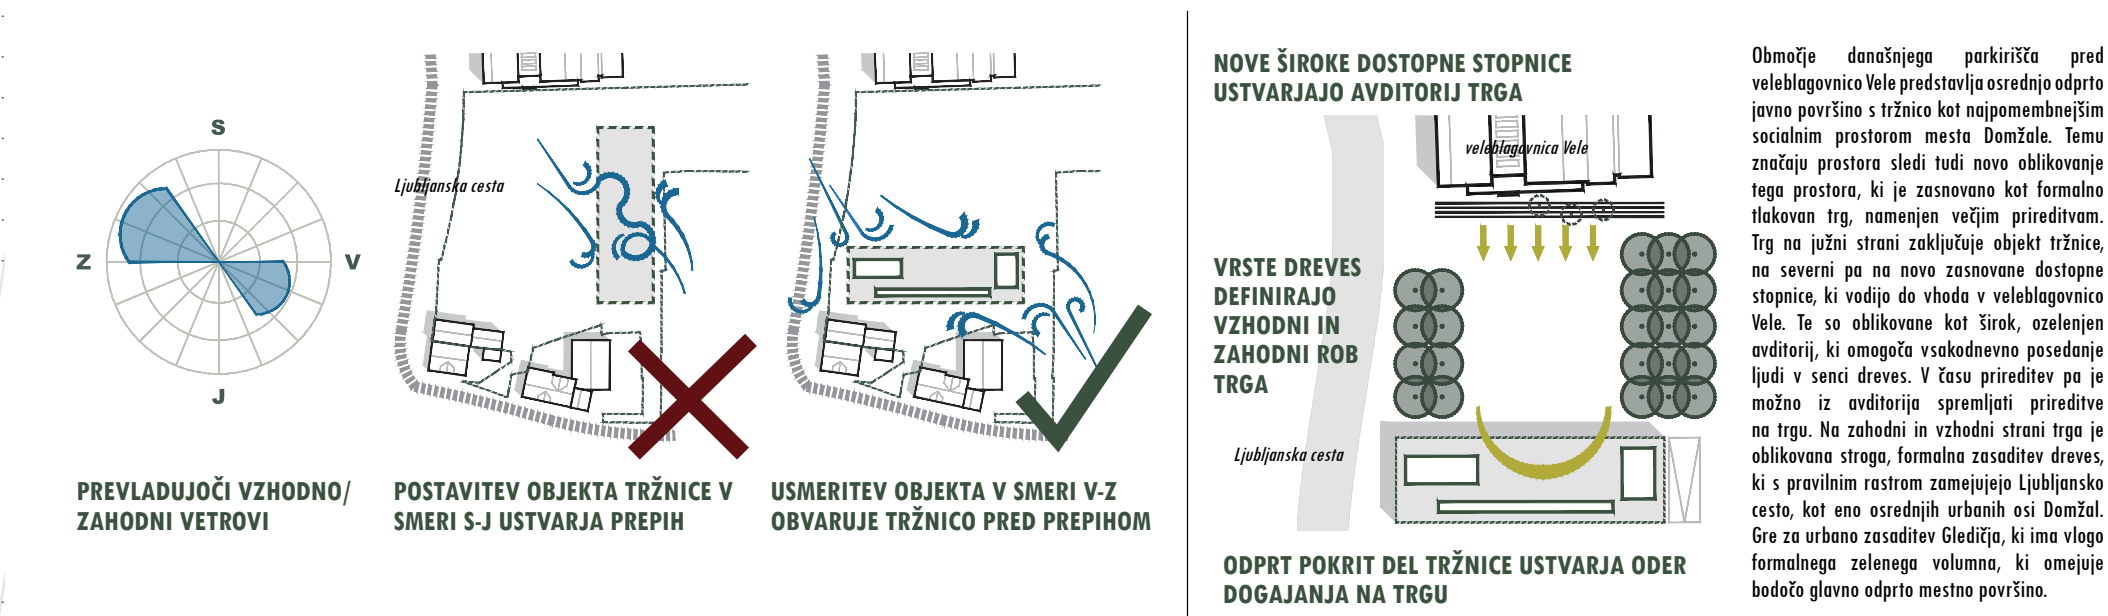 S
Z
V
J
PREVLADUJOČI VZHODNO/
ZAHODNI VETROVI
Ljubljanska cesta
POSTAVITEV OBJEKTA TRŽNICE V
SMERI S-J USTVARJA PREPIH
USMERITEV OBJEKTA V SMERI V-Z
OBVARUJE TRŽNICO PRED PREPIHOM
NOVE ŠIROKE DOSTOPNE STOPNICE
USTVARJAJO AVDITORIJ TRGA
veleblagovnica Vele
VRSTE DREVES
DEFINIRAJO
VZHODNI IN
ZAHODNI ROB
TRGA
Ljubljanska cesta
ODPRT POKRIT DEL TRŽNICE USTVARJA ODER
DOGAJANJA NA TRGU
Območje današnjega parkirišča pred
veleblagovnico Vele predstavlja osrednjo odprto
javno površino s tržnico kot najpomembnejšim
socialnim prostorom mesta Domžale. Temu
značaju prostora sledi tudi novo oblikovanje
tega prostora, ki je zasnovano kot formalno
tlakovan trg, namenjen večjim prireditvam.
Trg na južni strani zaključuje objekt tržnice,
na severni pa na novo zasnovane dostopne
stopnice, ki vodijo do vhoda v veleblagovnico
Vele. Te so oblikovane kot širok, ozelenjen
avditorij, ki omogoča vsakodnevno posedanje
ljudi v senci dreves. V času prireditev pa je
možno iz avditorija spremljati prireditve
na trgu. Na zahodni in vzhodni strani trga je
oblikovana stroga, formalna zasaditev dreves,
ki s pravilnim rastrom zamejujejo Ljubljansko
cesto, kot eno osrednjih urbanih osi Domžal.
Gre za urbano zasaditev Gledičja, ki ima vlogo
formalnega zelenega volumna, ki omejuje
bodočo glavno odprto mestno površino.